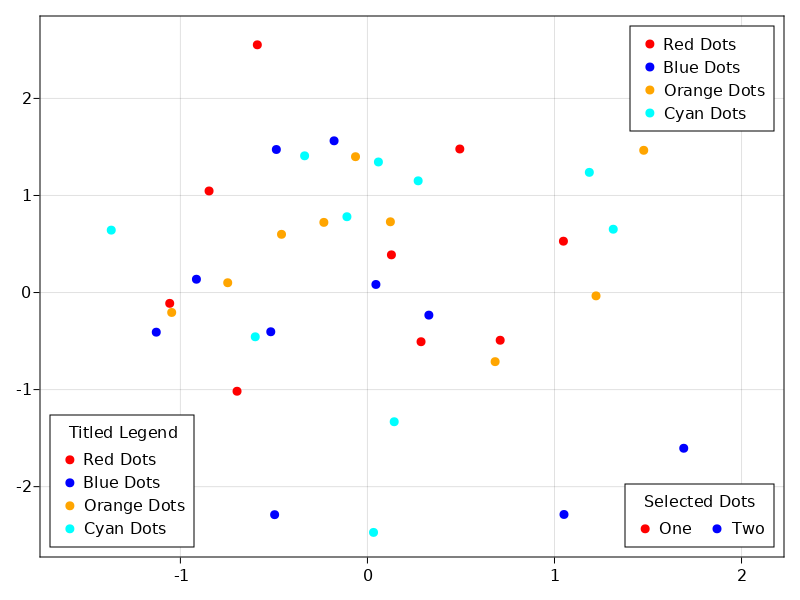 Red Dots
Blue Dots
Orange Dots
Cyan Dots
2
1
0
-1
-2
Titled Legend
Red Dots
Blue Dots
Orange Dots
Cyan Dots
Selected Dots
One Two
-1 0 1 2